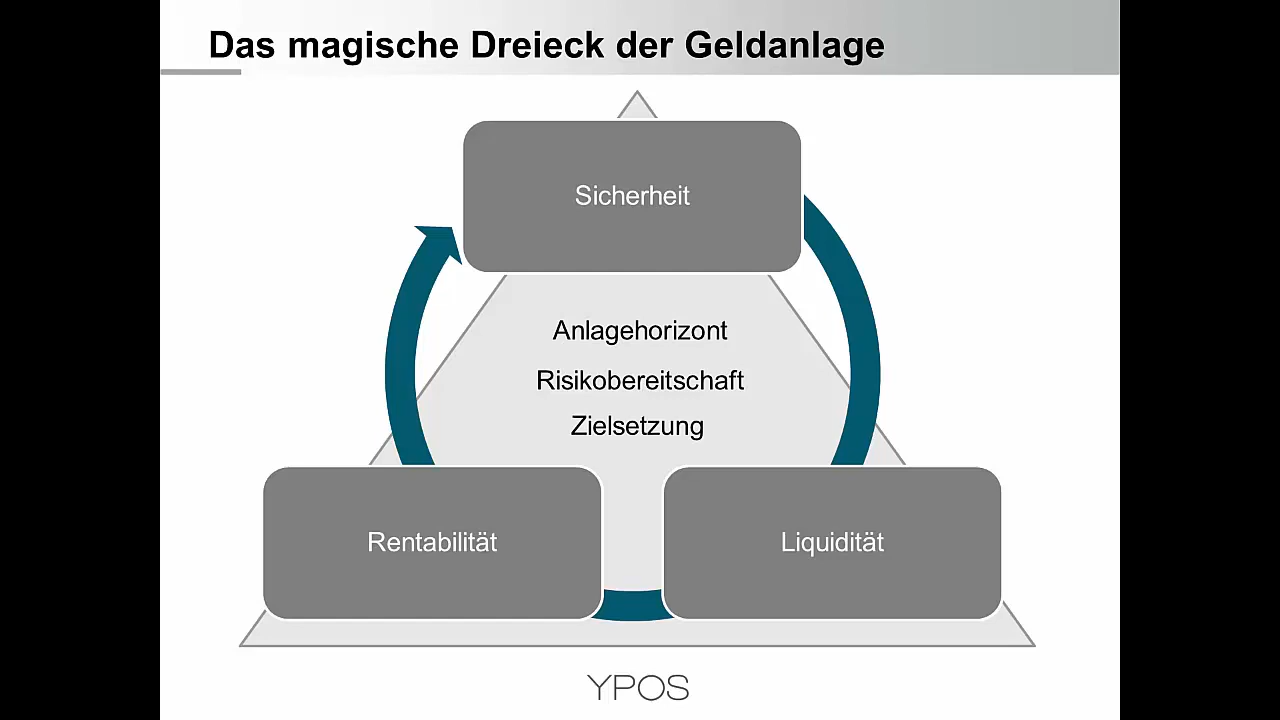 Das magische Dreieck der Geldanlage
Sicherheit
Anlagehorizont
Risikobereitschaft
Zielsetzung
Rentabilität
Liquidität
YPOS